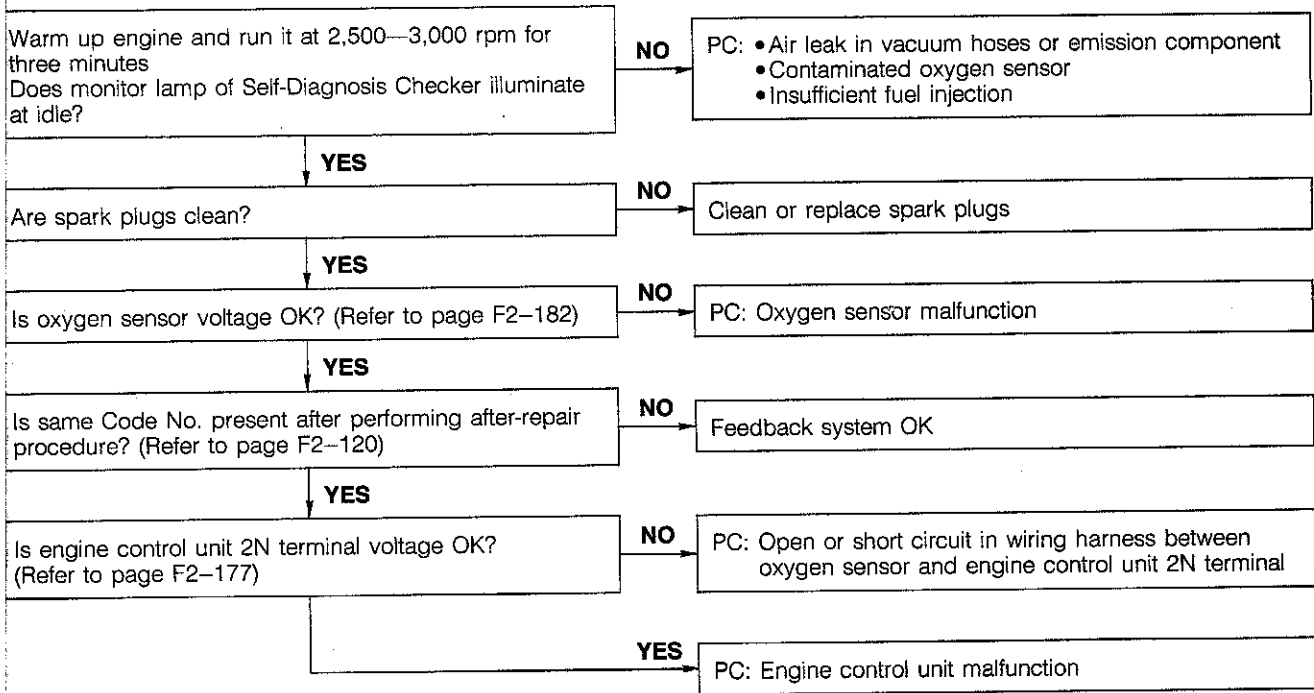 Warm up engine and run it at 2,500—3,000 rpm for
three minutes
Does monitor lamp of Self-Diagnosis Checker illuminate
at idle?
NO
PC: •Air leak in vacuum hoses or emission component
•Contaminated oxygen sensor
•Insufficient fuel injection
YES
Are spark plugs clean?
NO
Clean or replace spark plugs
YES
Is oxygen sensor voltage OK? (Refer to page F2–182)
NO
PC: Oxygen sensor malfunction
YES
Is same Code No. present after performing after-repair
procedure? (Refer to page F2–120)
NO
Feedback system OK
YES
Is engine control unit 2N terminal voltage OK?
(Refer to page F2–177)
NO
PC: Open or short circuit in wiring harness between
oxygen sensor and engine control unit 2N terminal
YES
PC: Engine control unit malfunction